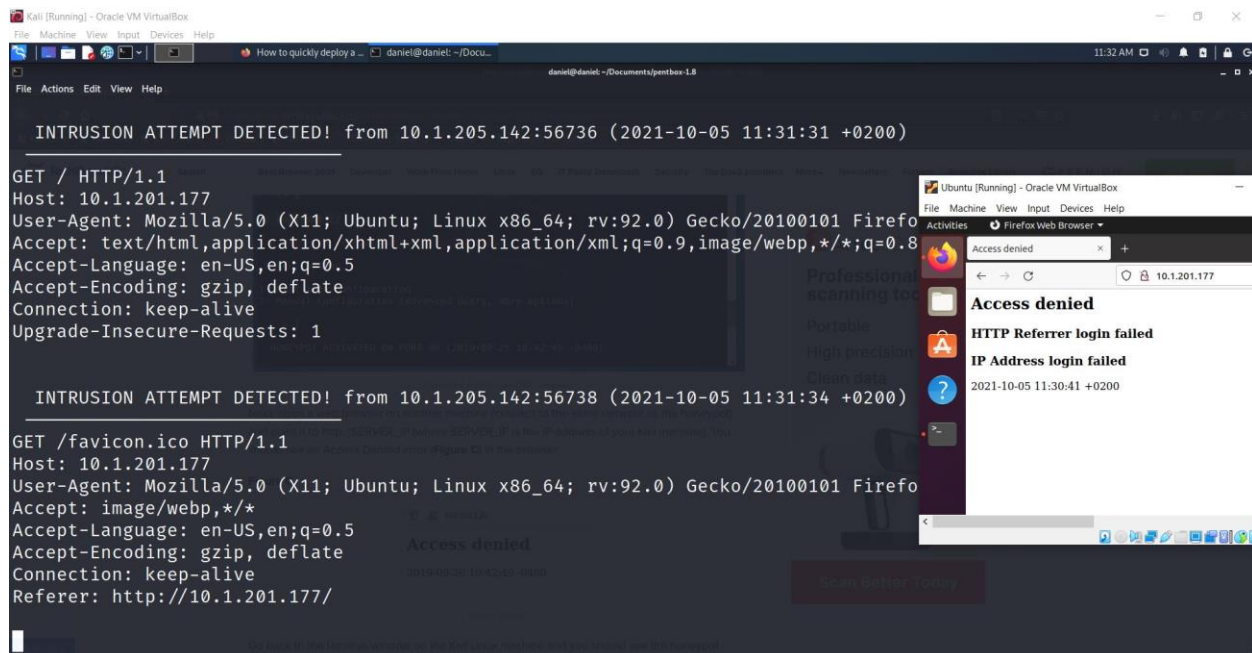 Kali [Running] - Oracle VM VirtualBox
File Machine View Input Devices Help
How to quickly deploy a ... daniel@daniel: ~/Docu... 11:32 AM
daniel@daniel: ~/Documents/pentbox-1.8
File Actions Edit View Help
INTRUSION ATTEMPT DETECTED! from 10.1.205.142:56736 (2021-10-05 11:31:31 +0200)
GET / HTTP/1.1
Host: 10.1.201.177
User-Agent: Mozilla/5.0 (X11; Ubuntu; Linux x86_64; rv:92.0) Gecko/20100101 Firefo
Accept: text/html,application/xhtml+xml,application/xml;q=0.9,image/webp,*/*;q=0.8
Accept-Language: en-US,en;q=0.5
Accept-Encoding: gzip, deflate
Connection: keep-alive
Upgrade-Insecure-Requests: 1
INTRUSION ATTEMPT DETECTED! from 10.1.205.142:56738 (2021-10-05 11:31:34 +0200)
GET /favicon.ico HTTP/1.1
Host: 10.1.201.177
User-Agent: Mozilla/5.0 (X11; Ubuntu; Linux x86_64; rv:92.0) Gecko/20100101 Firefo
Accept: image/webp,*/*
Accept-Language: en-US,en;q=0.5
Accept-Encoding: gzip, deflate
Connection: keep-alive
Referer: http://10.1.201.177/
Ubuntu [Running] - Oracle VM VirtualBox
File Machine View Input Devices Help
Activities Firefox Web Browser
Access denied
10.1.201.177
Access denied
HTTP Referrer login failed
IP Address login failed
2021-10-05 11:30:41 +0200
Professional
scanning
Portable
High precision
Clean data
Scan Better Today
Access denied